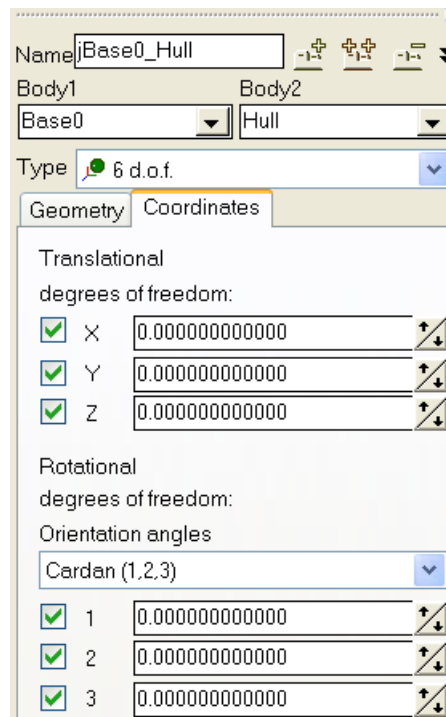 Name jBase0_Hull
Body1 Body2
Base0 Hull
Type 6 d.o.f.
Geometry Coordinates
Translational
degrees of freedom:
X 0.000000000000
Y 0.000000000000
Z 0.000000000000
Rotational
degrees of freedom:
Orientation angles
Cardan (1,2,3)
1 0.000000000000
2 0.000000000000
3 0.000000000000